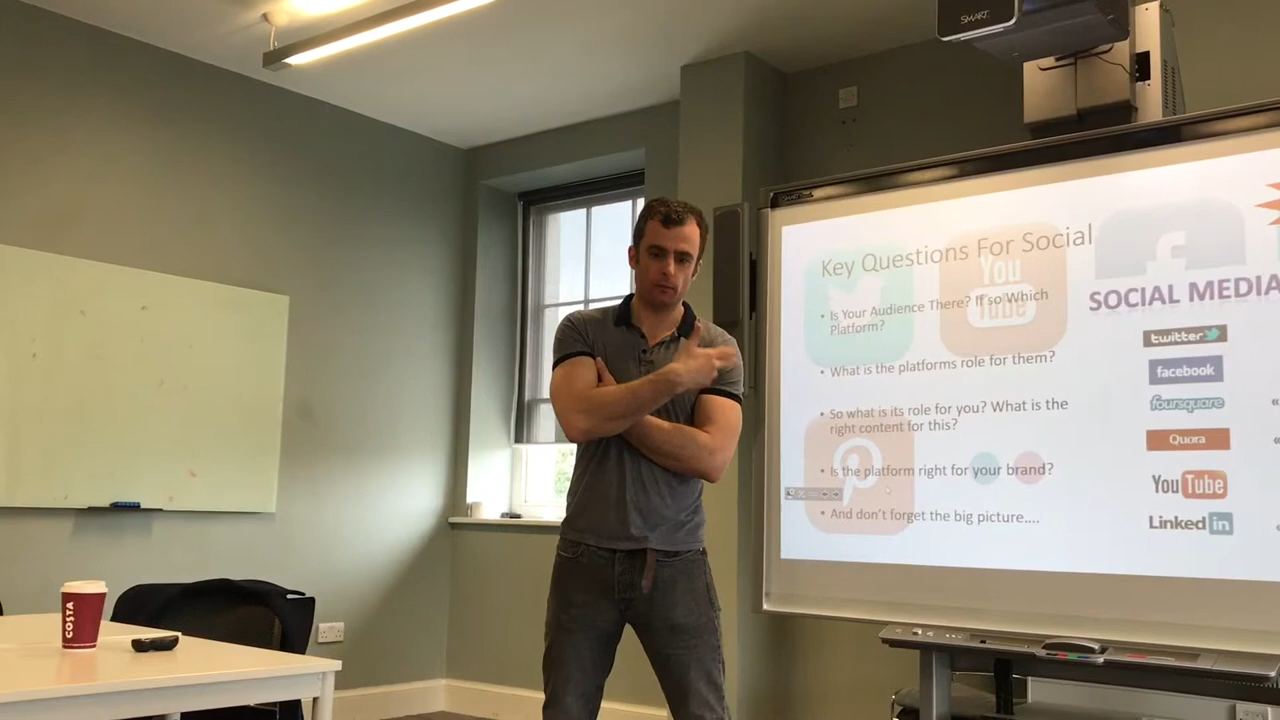 SMART
SMART
Key Questions For Social
• Is Your Audience There? If so Which
Platform?
• What is the platforms role for them?
• So what is its role for you? What is the
right content for this?
• Is the platform right for your brand?
• And don't forget the big picture....
You
Tube
f
SOCIAL MEDIA
twitter
facebook
foursquare
Quora
You Tube
Linked in
«
«
COSTA